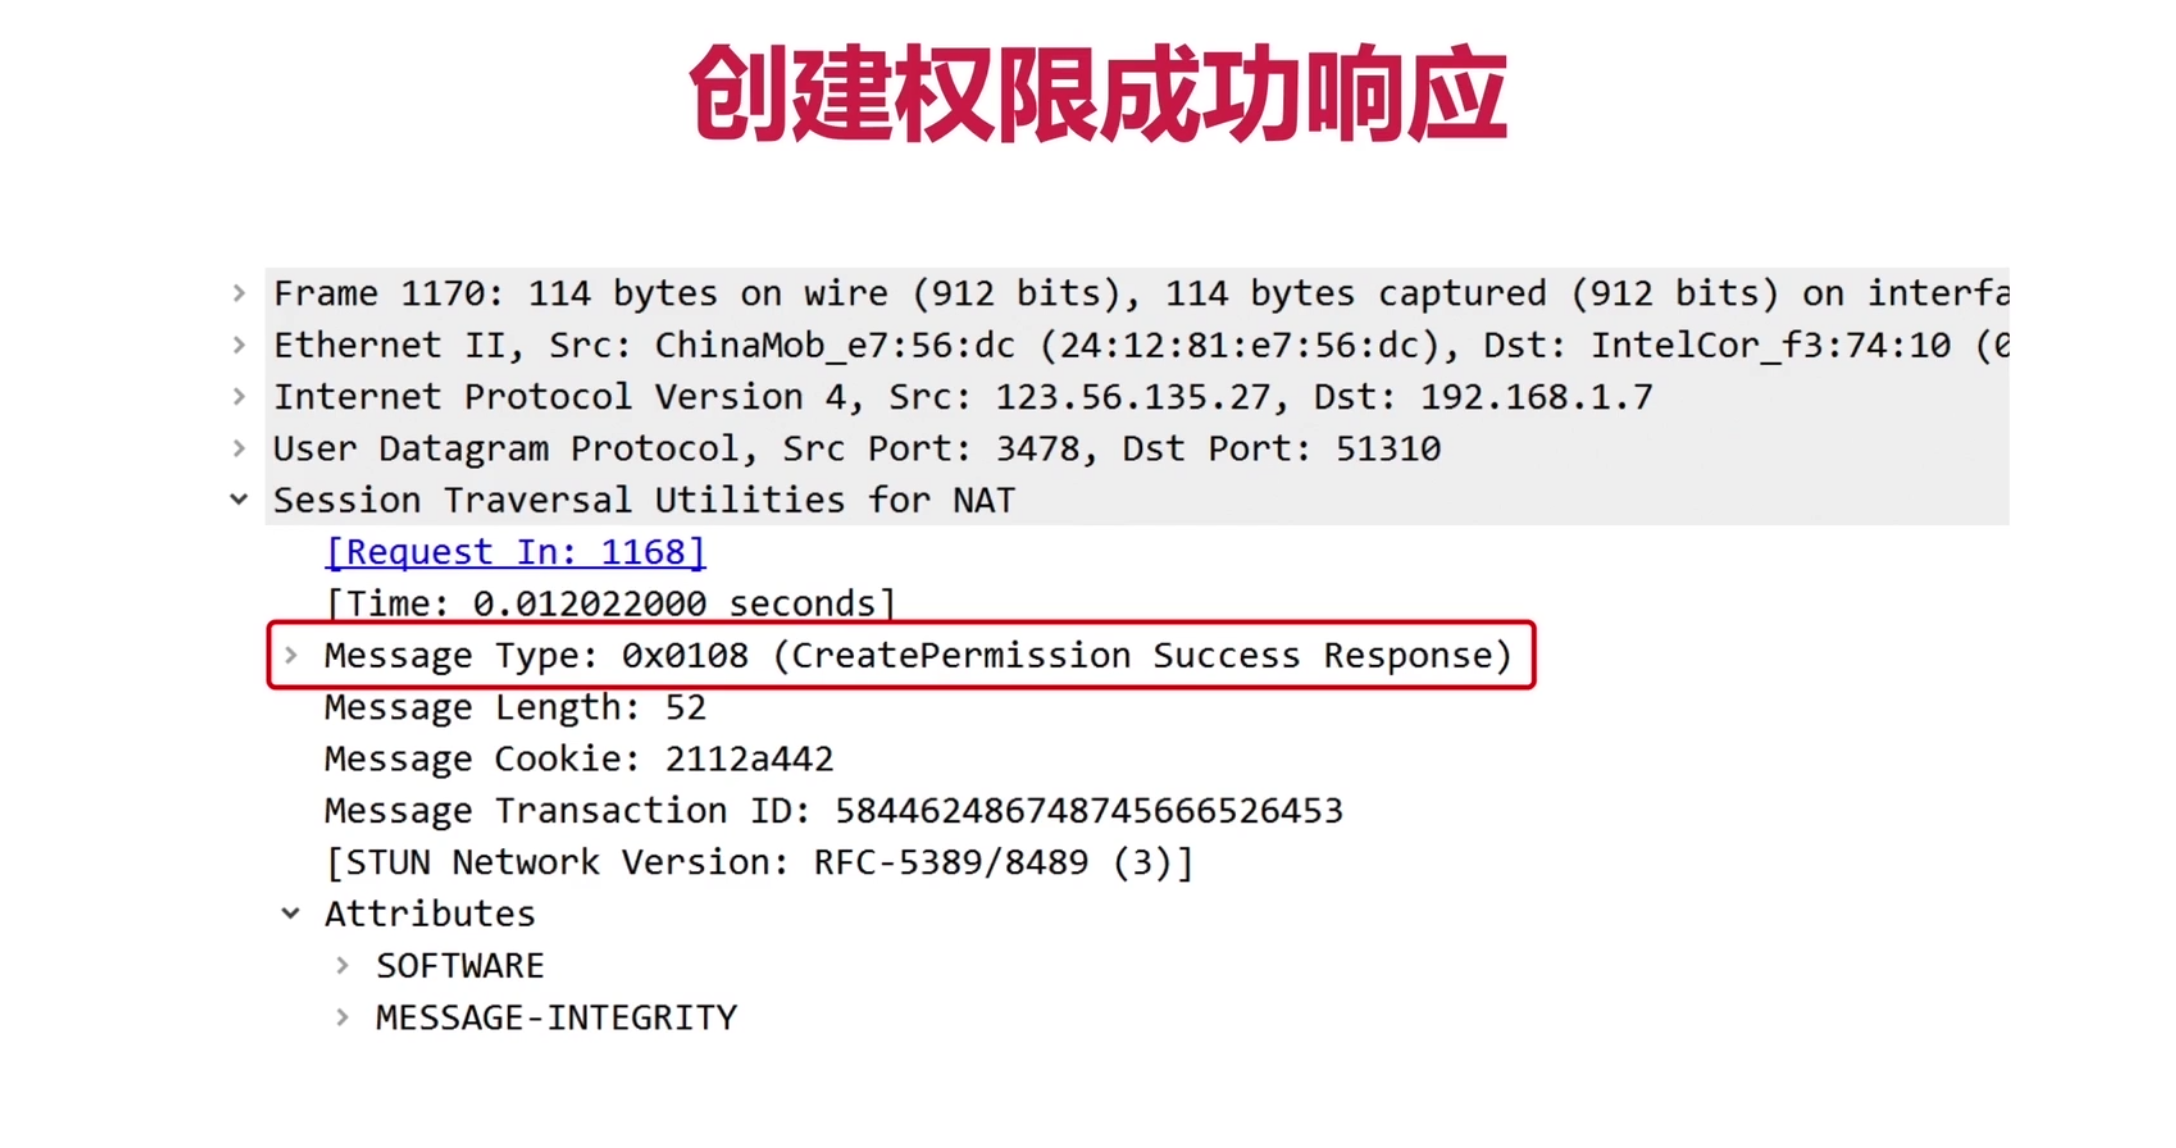 创建权限成功响应
Frame 1170: 114 bytes on wire (912 bits), 114 bytes captured (912 bits) on interfa
Ethernet II, Src: ChinaMob_e7:56:dc (24:12:81:e7:56:dc), Dst: IntelCor_f3:74:10 (0
Internet Protocol Version 4, Src: 123.56.135.27, Dst: 192.168.1.7
User Datagram Protocol, Src Port: 3478, Dst Port: 51310
Session Traversal Utilities for NAT
[Request In: 1168]
[Time: 0.012022000 seconds]
Message Type: 0x0108 (CreatePermission Success Response)
Message Length: 52
Message Cookie: 2112a442
Message Transaction ID: 584462486748745666526453
[STUN Network Version: RFC-5389/8489 (3)]
Attributes
SOFTWARE
MESSAGE-INTEGRITY